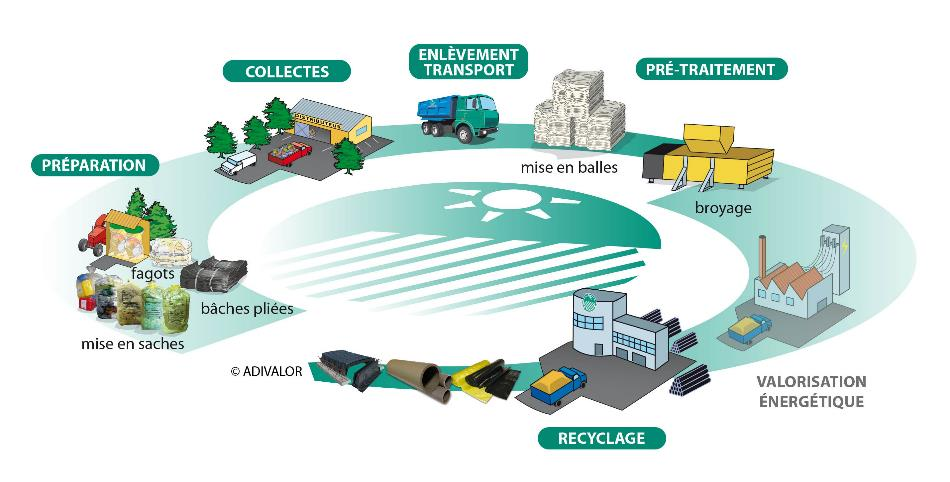 COLLECTES
ENLÈVEMENT
TRANSPORT
PRÉ-TRAITEMENT
PRÉPARATION
mise en balles
broyage
fagots
bâches pliées
mise en saches
© ADIVALOR
VALORISATION
ÉNERGÉTIQUE
RECYCLAGE